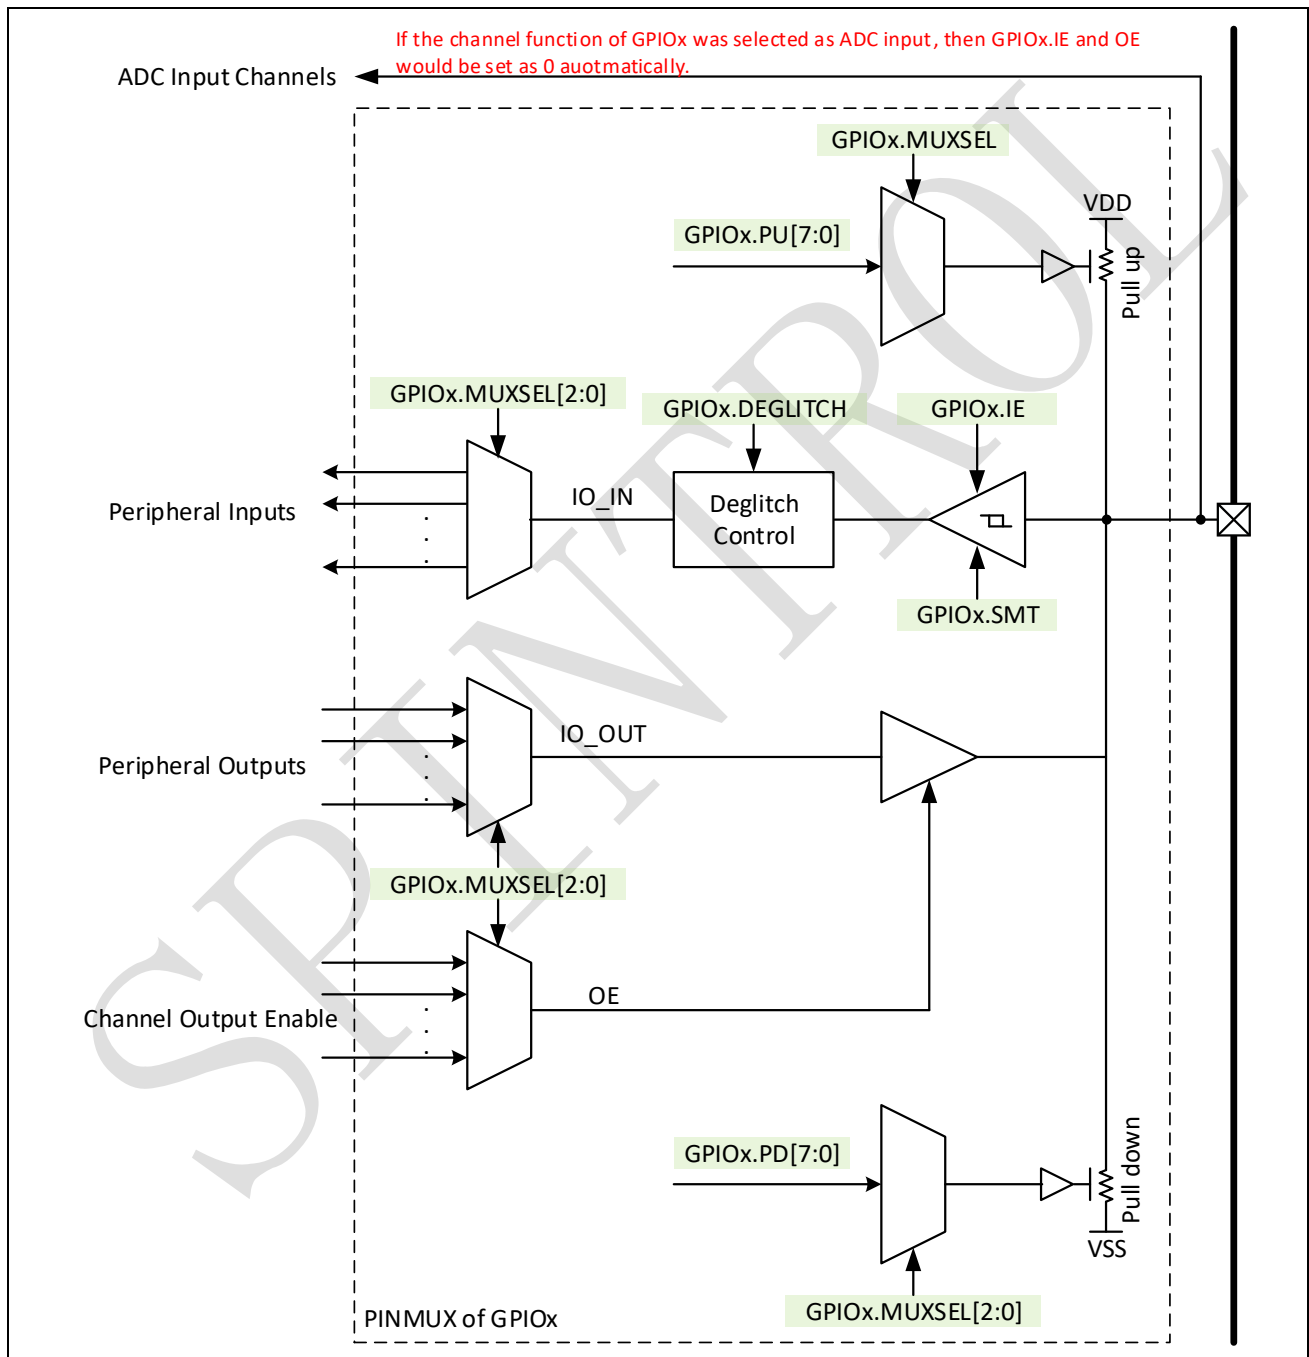 If the channel function of GPIOx was selected as ADC input, then GPIOx.IE and OE
would be set as 0 auotmatically.
ADC Input Channels
GPIOx.MUXSEL
VDD
GPIOx.PU[7:0]
Pull up
GPIOx.MUXSEL[2:0]
GPIOx.DEGLITCH
GPIOx.IE
IO_IN
Deglitch
Control
Peripheral Inputs
GPIOx.SMT
IO_OUT
Peripheral Outputs
GPIOx.MUXSEL[2:0]
OE
Channel Output Enable
GPIOx.PD[7:0]
Pull down
VSS
GPIOx.MUXSEL[2:0]
PINMUX of GPIOx
SPINTROL